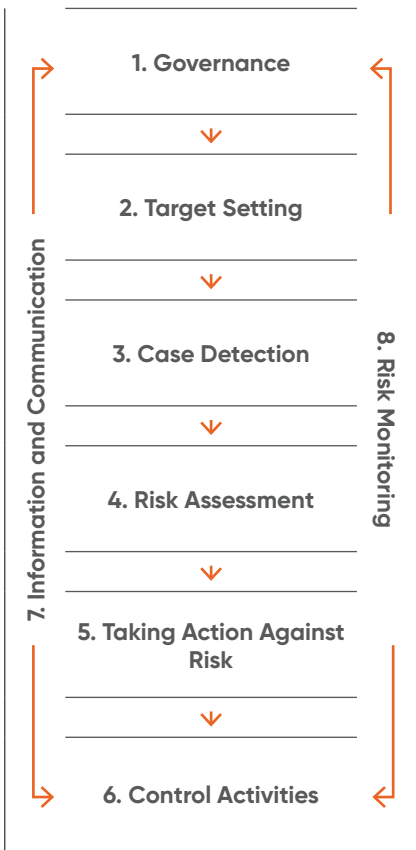 1. Governance
2. Target Setting
3. Case Detection
4. Risk Assessment
5. Taking Action Against
Risk
6. Control Activities
7. Information and Communication
8. Risk Monitoring